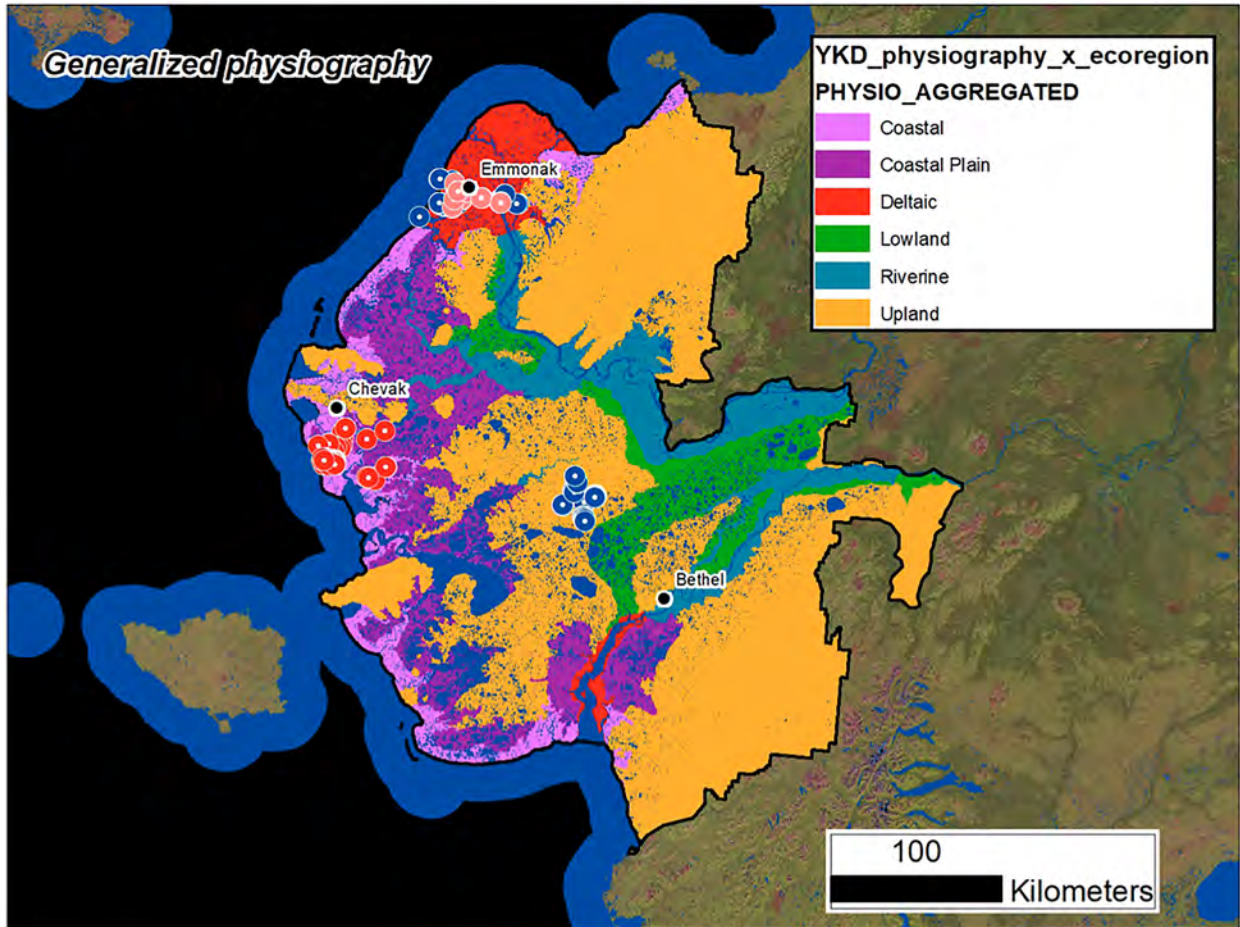 Generalized physiography
YKD_physiography_x_ecoregion
PHYSIO_AGGREGATED
Coastal
Coastal Plain
Deltaic
Lowland
Riverine
Upland
Emmonak
Chevak
Bethel
100
Kilometers